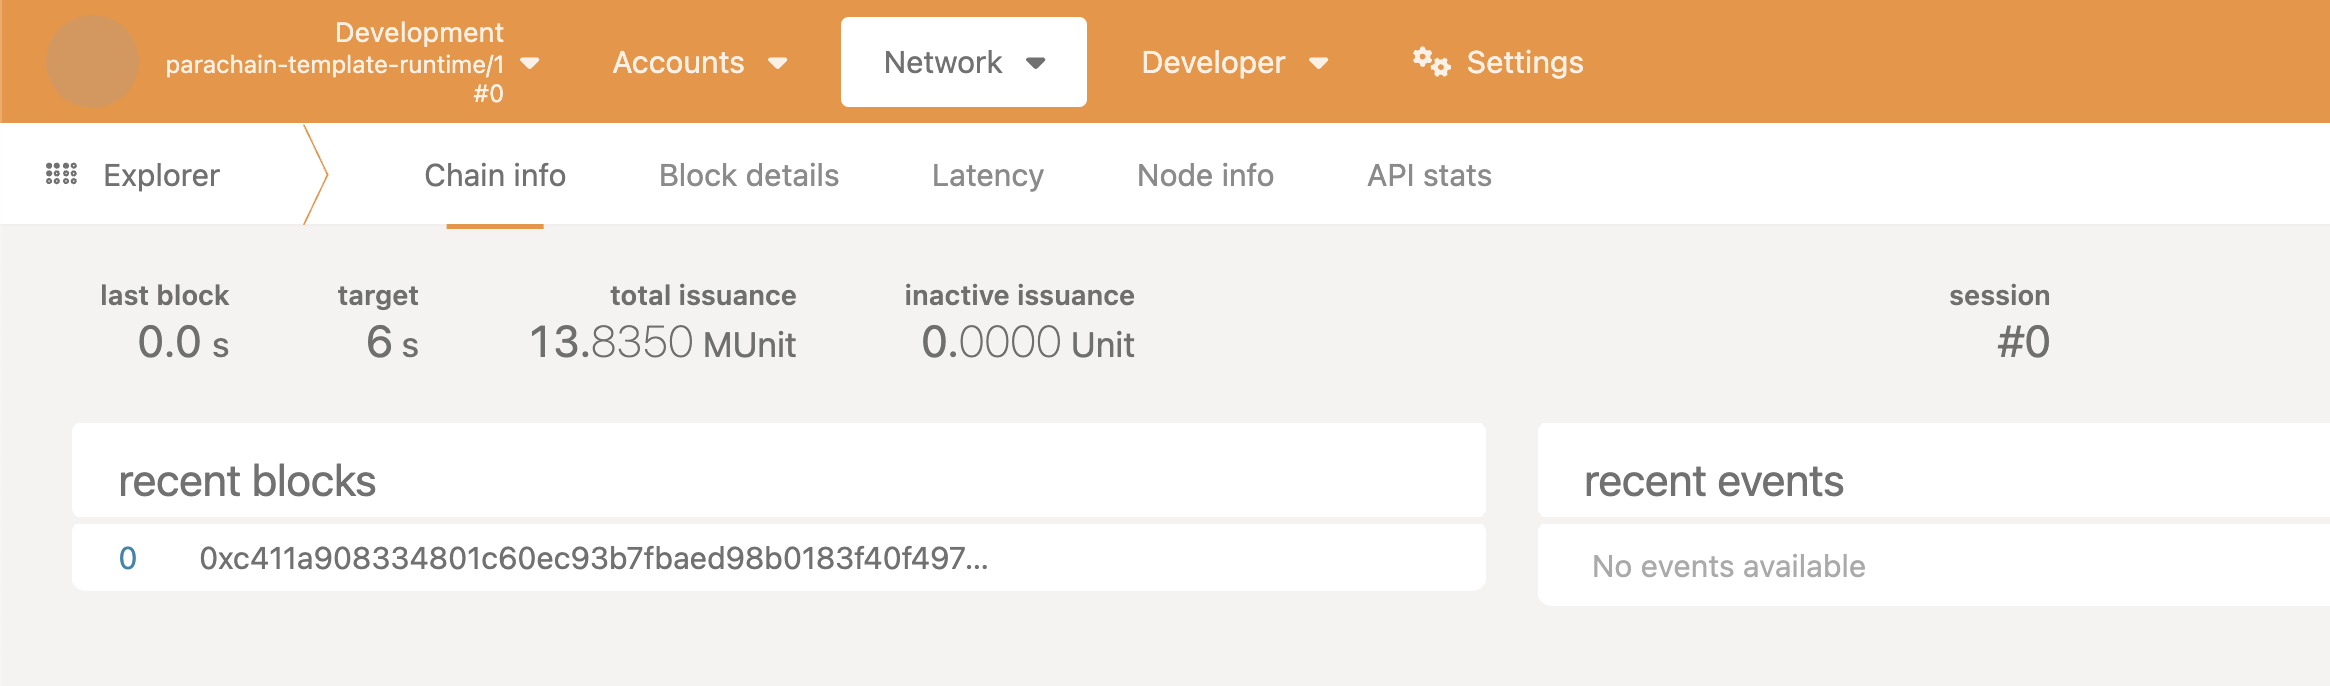 Development
parachain-template-runtime/1
#0
Accounts
Network
Developer
Settings
Explorer
Chain info
Block details
Latency
Node info
API stats
last block
0.0 s
target
6 s
total issuance
13.8350 MUnit
inactive issuance
0.0000 Unit
session
#0
recent blocks
0 0xc411a908334801c60ec93b7fbaed98b0183f40f497...
recent events
No events available